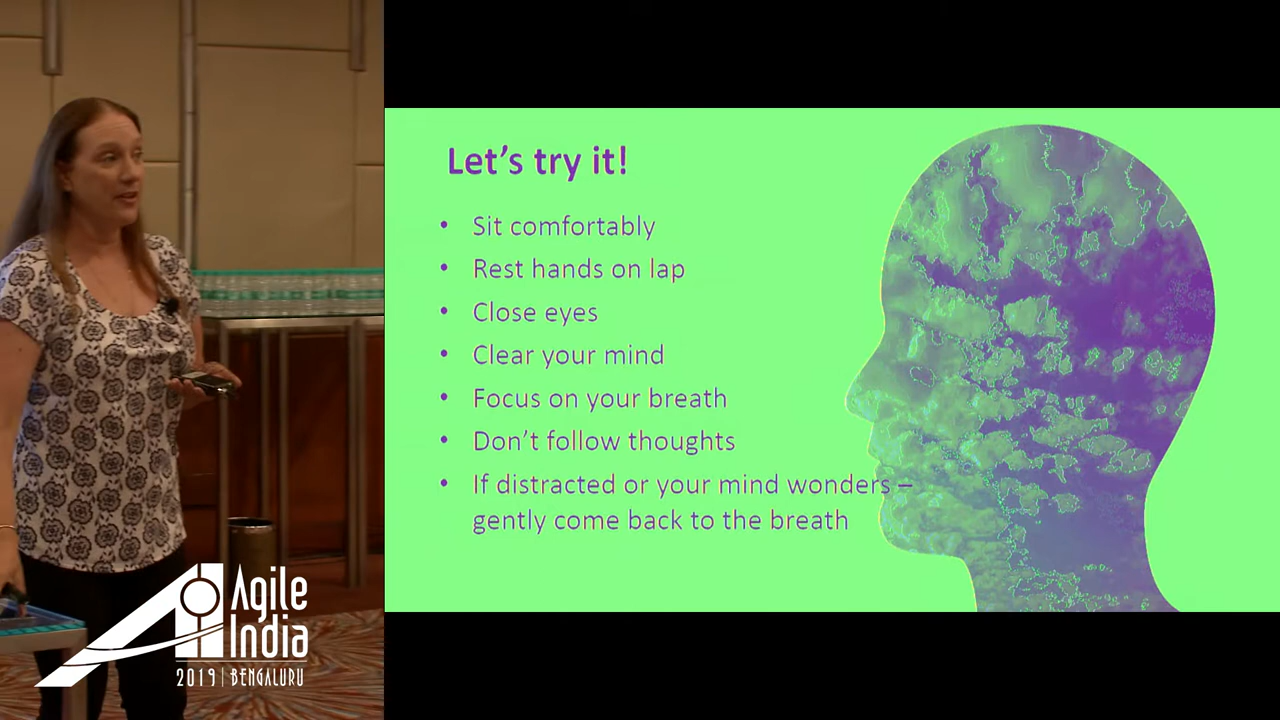 Let's try it!
• Sit comfortably
• Rest hands on lap
• Close eyes
• Clear your mind
• Focus on your breath
• Don't follow thoughts
• If distracted or your mind wonders –
gently come back to the breath
Agile
India
2019 | BENGALURU